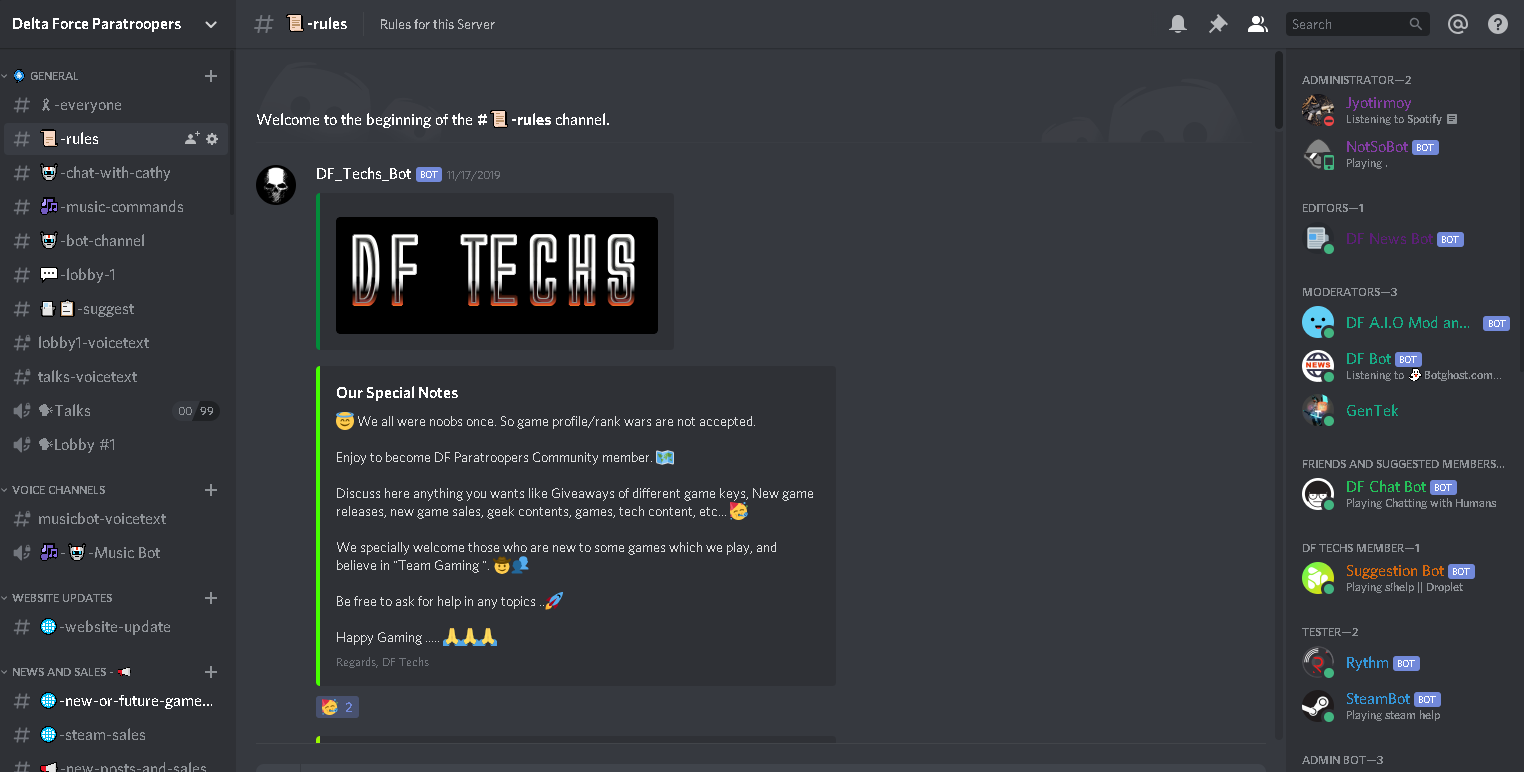 Delta Force Paratroopers
GENERAL
-everyone
-rules
-chat-with-cathy
-music-commands
-bot-channel
-lobby-1
-suggest
lobby1-voicetext
talks-voicetext
Talks 00 99
Lobby #1
VOICE CHANNELS
musicbot-voicetext
- -Music Bot
WEBSITE UPDATES
-website-update
NEWS AND SALES -
-new-or-future-game...
-steam-sales
-new-posts-and-sales
# -rules Rules for this Server
Search
Welcome to the beginning of the # -rules channel.
DF_Techs_Bot BOT 11/17/2019
DF TECHS
Our Special Notes
We all were noobs once. So game profile/rank wars are not accepted.
Enjoy to become DF Paratroopers Community member.
Discuss here anything you wants like Giveaways of different game keys, New game
releases, new game sales, geek contents, games, tech content, etc...
We specially welcome those who are new to some games which we play, and
believe in "Team Gaming ".
Be free to ask for help in any topics ..
Happy Gaming .....
Regards, DF Techs
2
ADMINISTRATOR—2
Jyotirmoy
Listening to Spotify
NotSoBot BOT
Playing .
EDITORS—1
DF News Bot BOT
MODERATORS—3
DF A.I.O Mod an... BOT
NEWS
DF Bot BOT
Listening to Botghost.com...
GenTek
FRIENDS AND SUGGESTED MEMBERS...
DF Chat Bot BOT
Playing Chatting with Humans
DF TECHS MEMBER—1
Suggestion Bot BOT
Playing s!help || Droplet
TESTER—2
Rythm BOT
SteamBot BOT
Playing steam help
ADMIN BOT—3